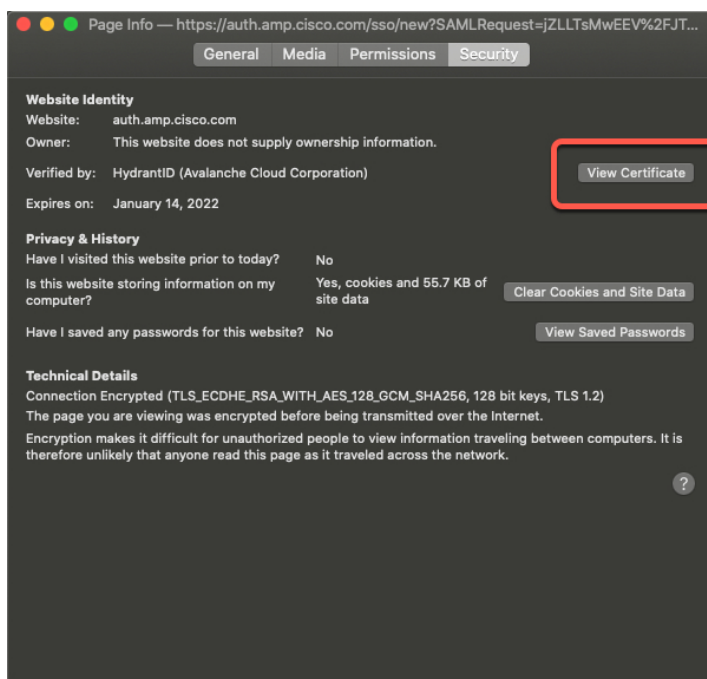 Page Info — https://auth.amp.cisco.com/sso/new?SAMLRequest=jZLLTsMwEEV%2FJT...
General Media Permissions Security
Website Identity
Website: auth.amp.cisco.com
Owner: This website does not supply ownership information.
Verified by: HydrantID (Avalanche Cloud Corporation) View Certificate
Expires on: January 14, 2022
Privacy & History
Have I visited this website prior to today? No
Is this website storing information on my computer? Yes, cookies and 55.7 KB of site data Clear Cookies and Site Data
Have I saved any passwords for this website? No View Saved Passwords
Technical Details
Connection Encrypted (TLS_ECDHE_RSA_WITH_AES_128_GCM_SHA256, 128 bit keys, TLS 1.2)
The page you are viewing was encrypted before being transmitted over the Internet.
Encryption makes it difficult for unauthorized people to view information traveling between computers. It is
therefore unlikely that anyone read this page as it traveled across the network.
?